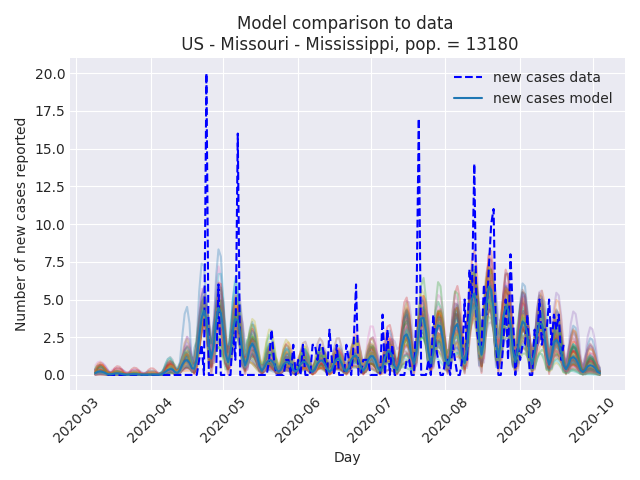 Model comparison to data
US - Missouri - Mississippi, pop. = 13180
new cases data
new cases model
Number of new cases reported
20.0
17.5
15.0
12.5
10.0
7.5
5.0
2.5
0.0
2020-03
2020-04
2020-05
2020-06
2020-07
2020-08
2020-09
2020-10
Day